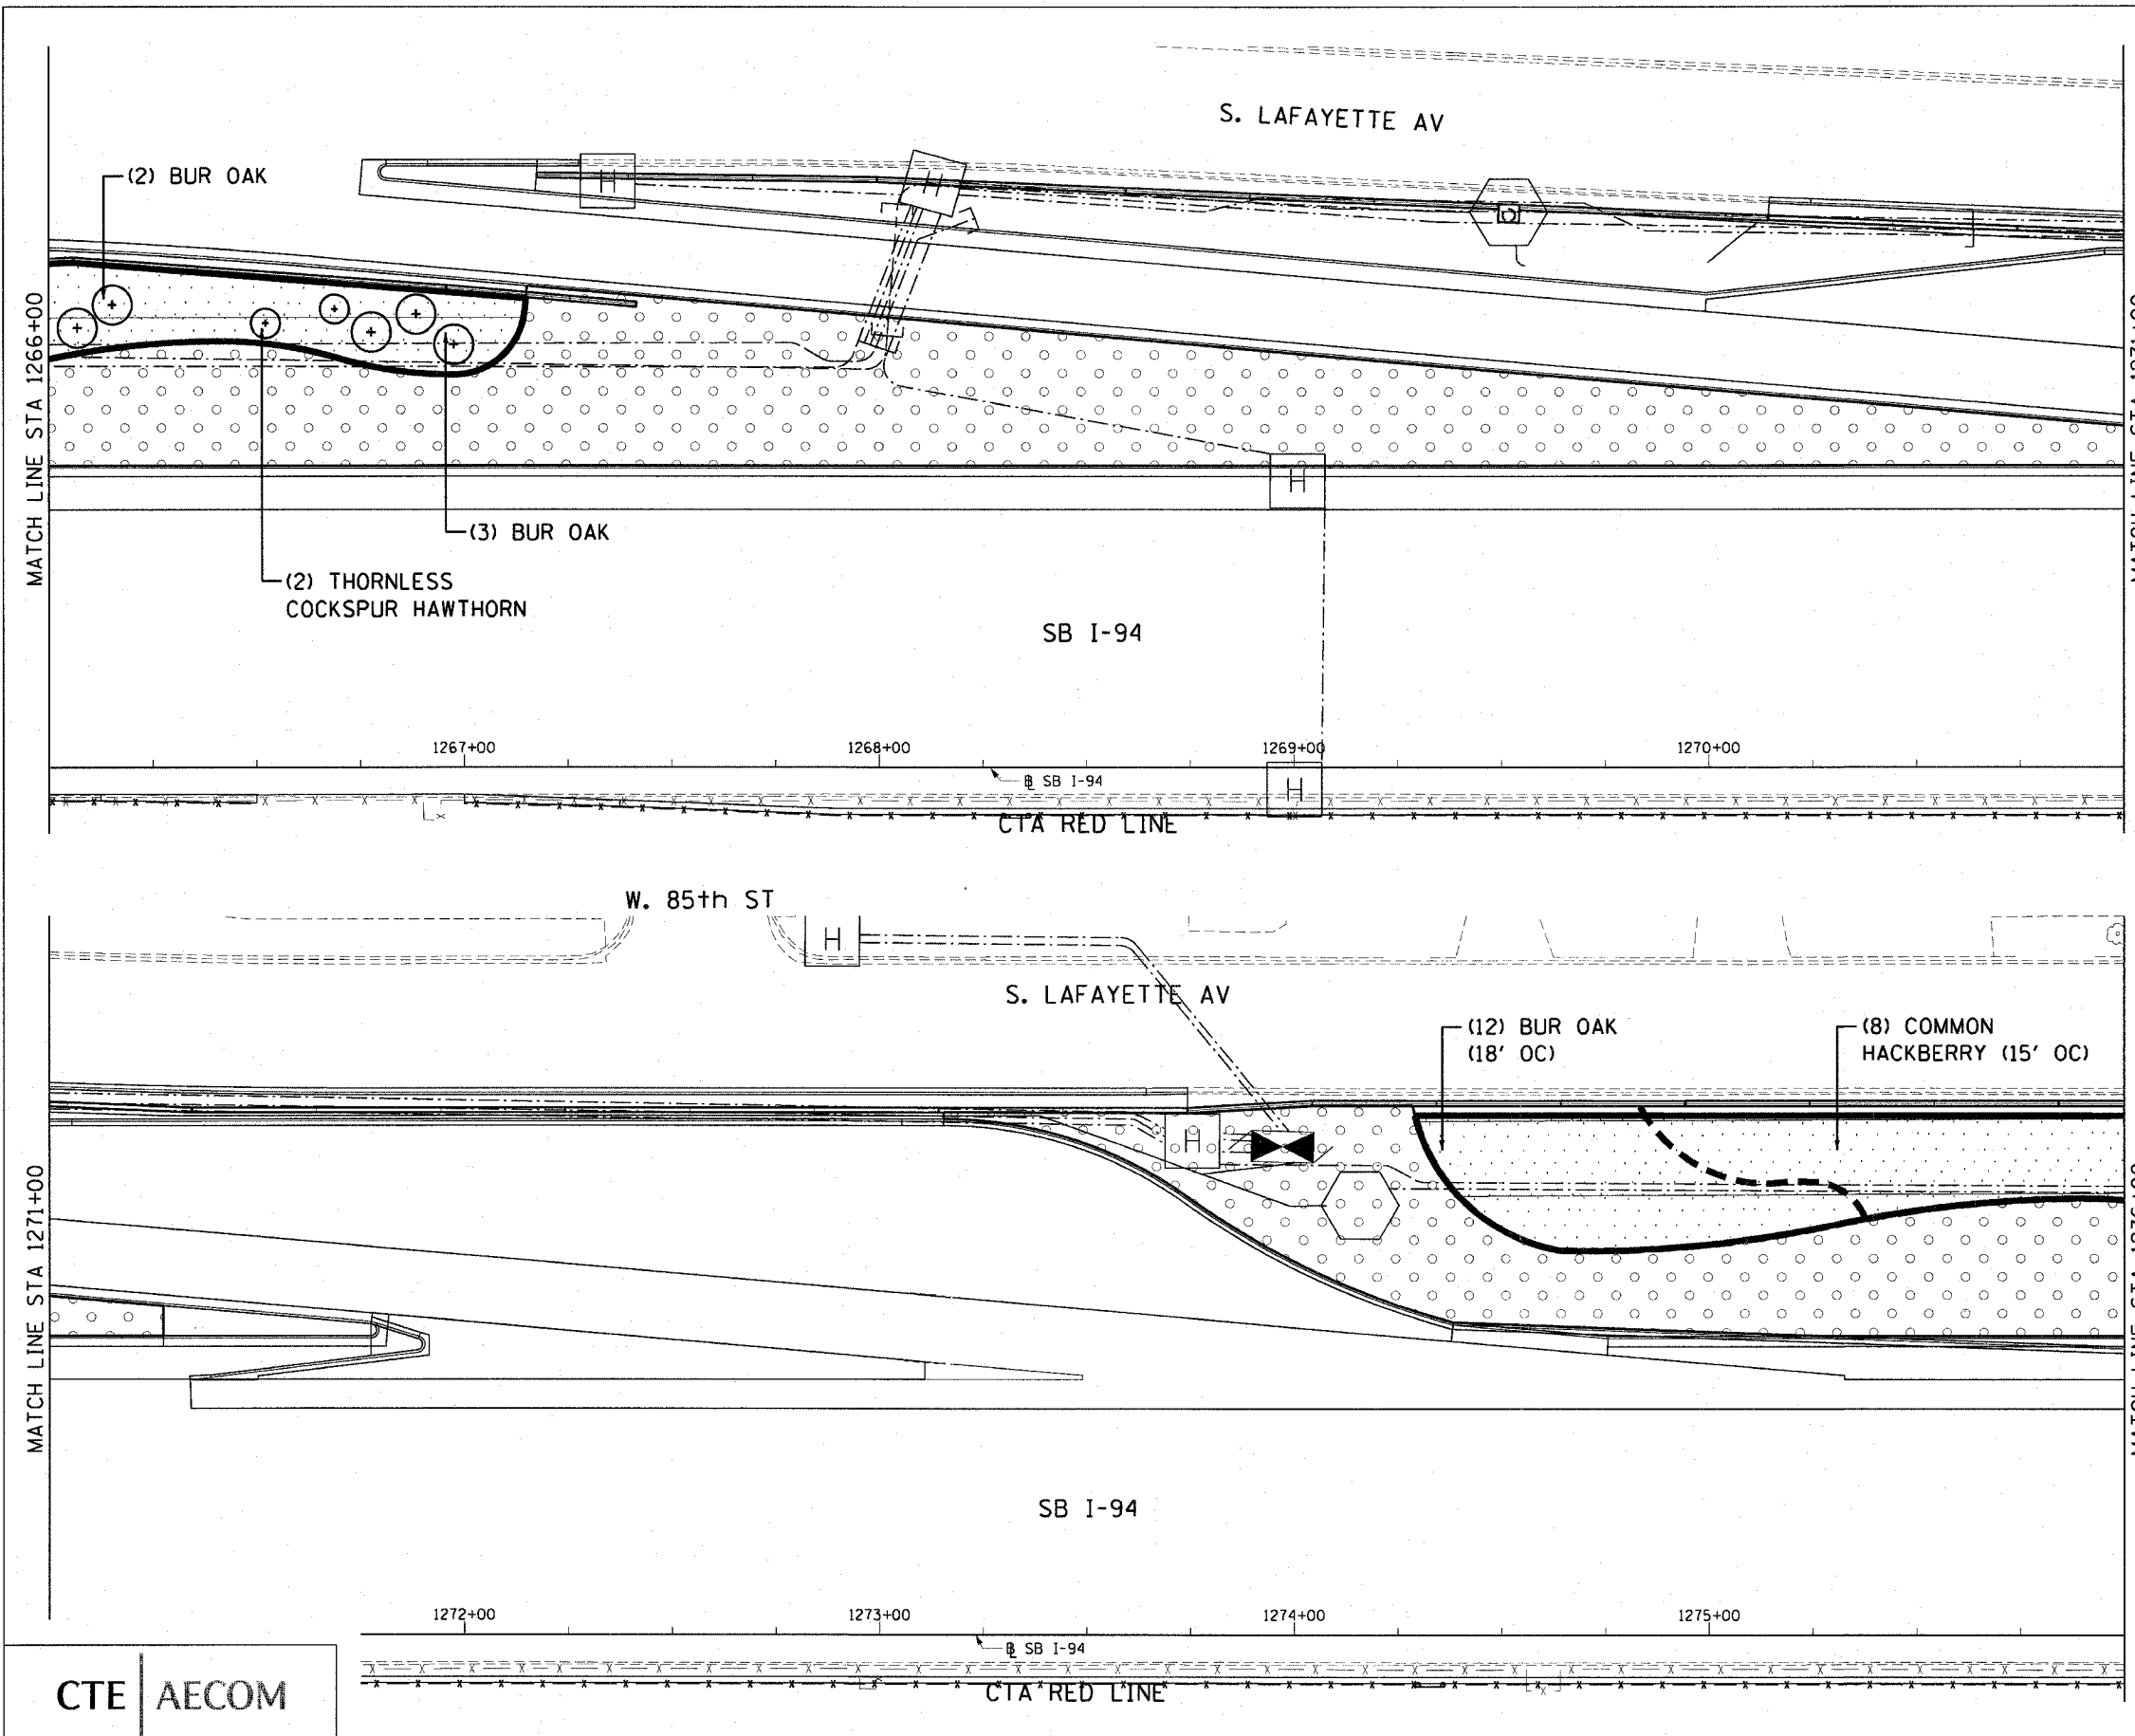 S. LAFAYETTE AV
(2) BUR OAK
H
H
MATCH LINE STA 1266+00
H
(3) BUR OAK
(2) THORNLESS
COCKSPUR HAWTHORN
SB I-94
1267+00
1268+00
1269+00
1270+00
SB I-94
H
CTA RED LINE
W. 85th ST
H
S. LAFAYETTE AV
(12) BUR OAK
(18' OC)
(8) COMMON
HACKBERRY (15' OC)
H
MATCH LINE STA 1271+00
SB I-94
1272+00
1273+00
1274+00
1275+00
SB I-94
CTA RED LINE
CTE AECOM